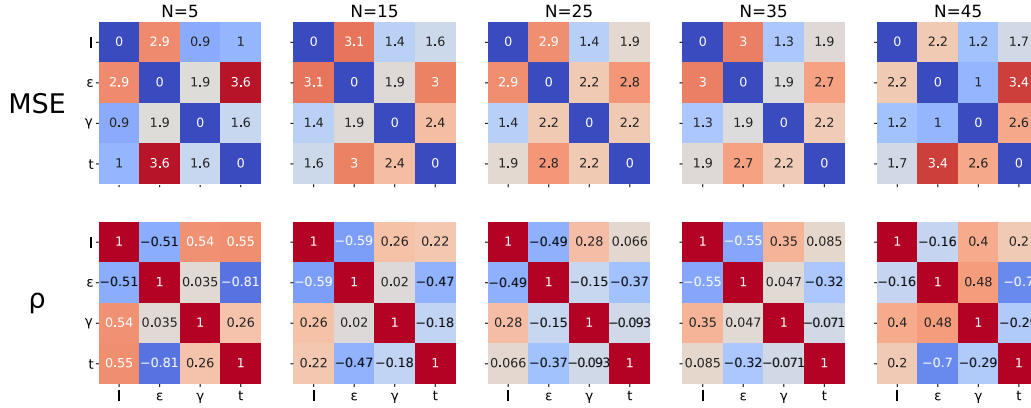 N=5 N=15 N=25 N=35 N=45
MSE
I 0 2.9 0.9 1 0 3.1 1.4 1.6 0 2.9 1.4 1.9 0 3 1.3 1.9 0 2.2 1.2 1.7
ε 2.9 0 1.9 3.6 3.1 0 1.9 3 2.9 0 2.2 2.8 3 0 1.9 2.7 2.2 0 1 3.4
γ 0.9 1.9 0 1.6 1.4 1.9 0 2.4 1.4 2.2 0 2.2 1.3 1.9 0 2.2 1.2 1 0 2.6
t 1 3.6 1.6 0 1.6 3 2.4 0 1.9 2.8 2.2 0 1.9 2.7 2.2 0 1.7 3.4 2.6 0
ρ
I 1 −0.51 0.54 0.55 1 −0.59 0.26 0.22 1 −0.49 0.28 0.066 1 −0.55 0.35 0.085 1 −0.16 0.4 0.2
ε −0.51 1 0.035 −0.81 −0.59 1 0.02 −0.47 −0.49 1 −0.15 −0.37 −0.55 1 0.047 −0.32 −0.16 1 0.48 −0.7
γ 0.54 0.035 1 0.26 0.26 0.02 1 −0.18 0.28 −0.15 1 −0.093 0.35 0.047 1 −0.071 0.4 0.48 1 −0.29
t 0.55 −0.81 0.26 1 0.22 −0.47 −0.18 1 0.066 −0.37 −0.093 1 0.085 −0.32 −0.071 1 0.2 −0.7 −0.29 1
I ε γ t I ε γ t I ε γ t I ε γ t I ε γ t